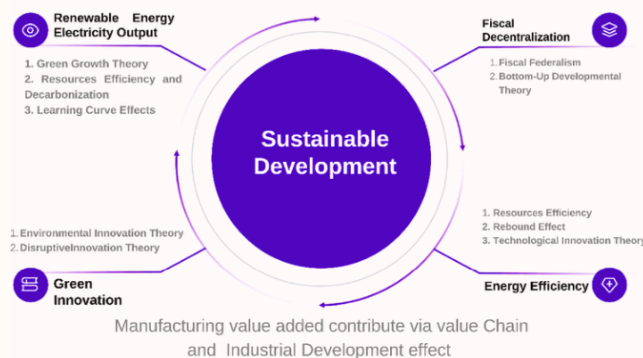 Renewable Energy
Electricity Output
1. Green Growth Theory
2. Resources Efficiency and
Decarbonization
3. Learning Curve Effects
Fiscal
Decentralization
1. Fiscal Federalism
2. Bottom-Up Developmental
Theory
Sustainable
Development
1. Environmental Innovation Theory
2. DisruptiveInnovation Theory
Green
Innovation
1. Resources Efficiency
2. Rebound Effect
3. Technological Innovation Theory
Energy Efficiency
Manufacturing value added contribute via value Chain
and Industrial Development effect